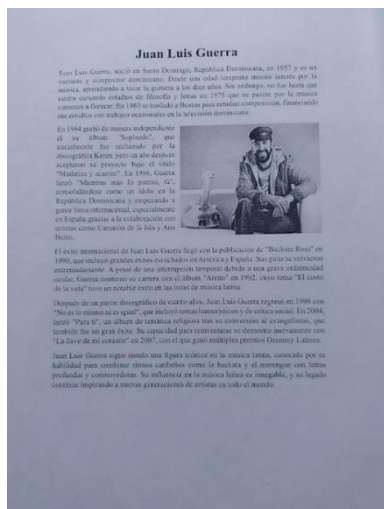 Juan Luis Guerra
Juan Luis Guerra, nació en Santo Domingo, República Dominicana, en 1957 y es un
cantante y compositor dominicano. Desde una edad temprana mostró interés por la
música, aprendiendo a tocar la guitarra a los diez años. Sin embargo, no fue hasta que
estaba cursando estudios de filosofía y letras en 1975 que su pasión por la música
comenzó a florecer. En 1980 se trasladó a Boston para estudiar composición, financiando
sus estudios con trabajos ocasionales en la televisión dominicana.
En 1984 grabó de manera independiente
el su álbum "Soplando", que
inicialmente fue rechazado por la
discográfica Karen, pero un año después
aceptaron su proyecto bajo el título
"Mudanza y acarreo". En 1986, Guerra
lanzó "Mientras más lo pienso, tú",
consolidándose como un ídolo en la
República Dominicana y empezando a
ganar fama internacional, especialmente
en España gracias a la colaboración con
artistas como Camarón de la Isla y Ana
Belén.
El éxito internacional de Juan Luis Guerra llegó con la publicación de "Bachata Rosa" en
1990, que incluyó grandes éxitos escuchados en América y España. Sus giras se volvieron
extremadamente. A pesar de una interrupción temporal debido a una grave enfermedad
ocular, Guerra continuó su carrera con el álbum "Areíto" en 1992, cuyo tema "El costo
de la vida" tuvo un notable éxito en las listas de música latina.
Después de un parón discográfico de cuatro años, Juan Luis Guerra regresó en 1998 con
"No es lo mismo ni es igual", que incluyó temas humorísticos y de crítica social. En 2004,
lanzó "Para ti", un álbum de temática religiosa tras su conversión al evangelismo, que
también fue un gran éxito. Su capacidad para reinventarse se demostró nuevamente con
"La llave de mi corazón" en 2007, con el que ganó múltiples premios Grammy Latinos.
Juan Luis Guerra sigue siendo una figura icónica en la música latina, conocido por su
habilidad para combinar ritmos caribeños como la bachata y el merengue con letras
profundas y conmovedoras. Su influencia en la música latina es innegable, y su legado
continúa inspirando a nuevas generaciones de artistas en todo el mundo.